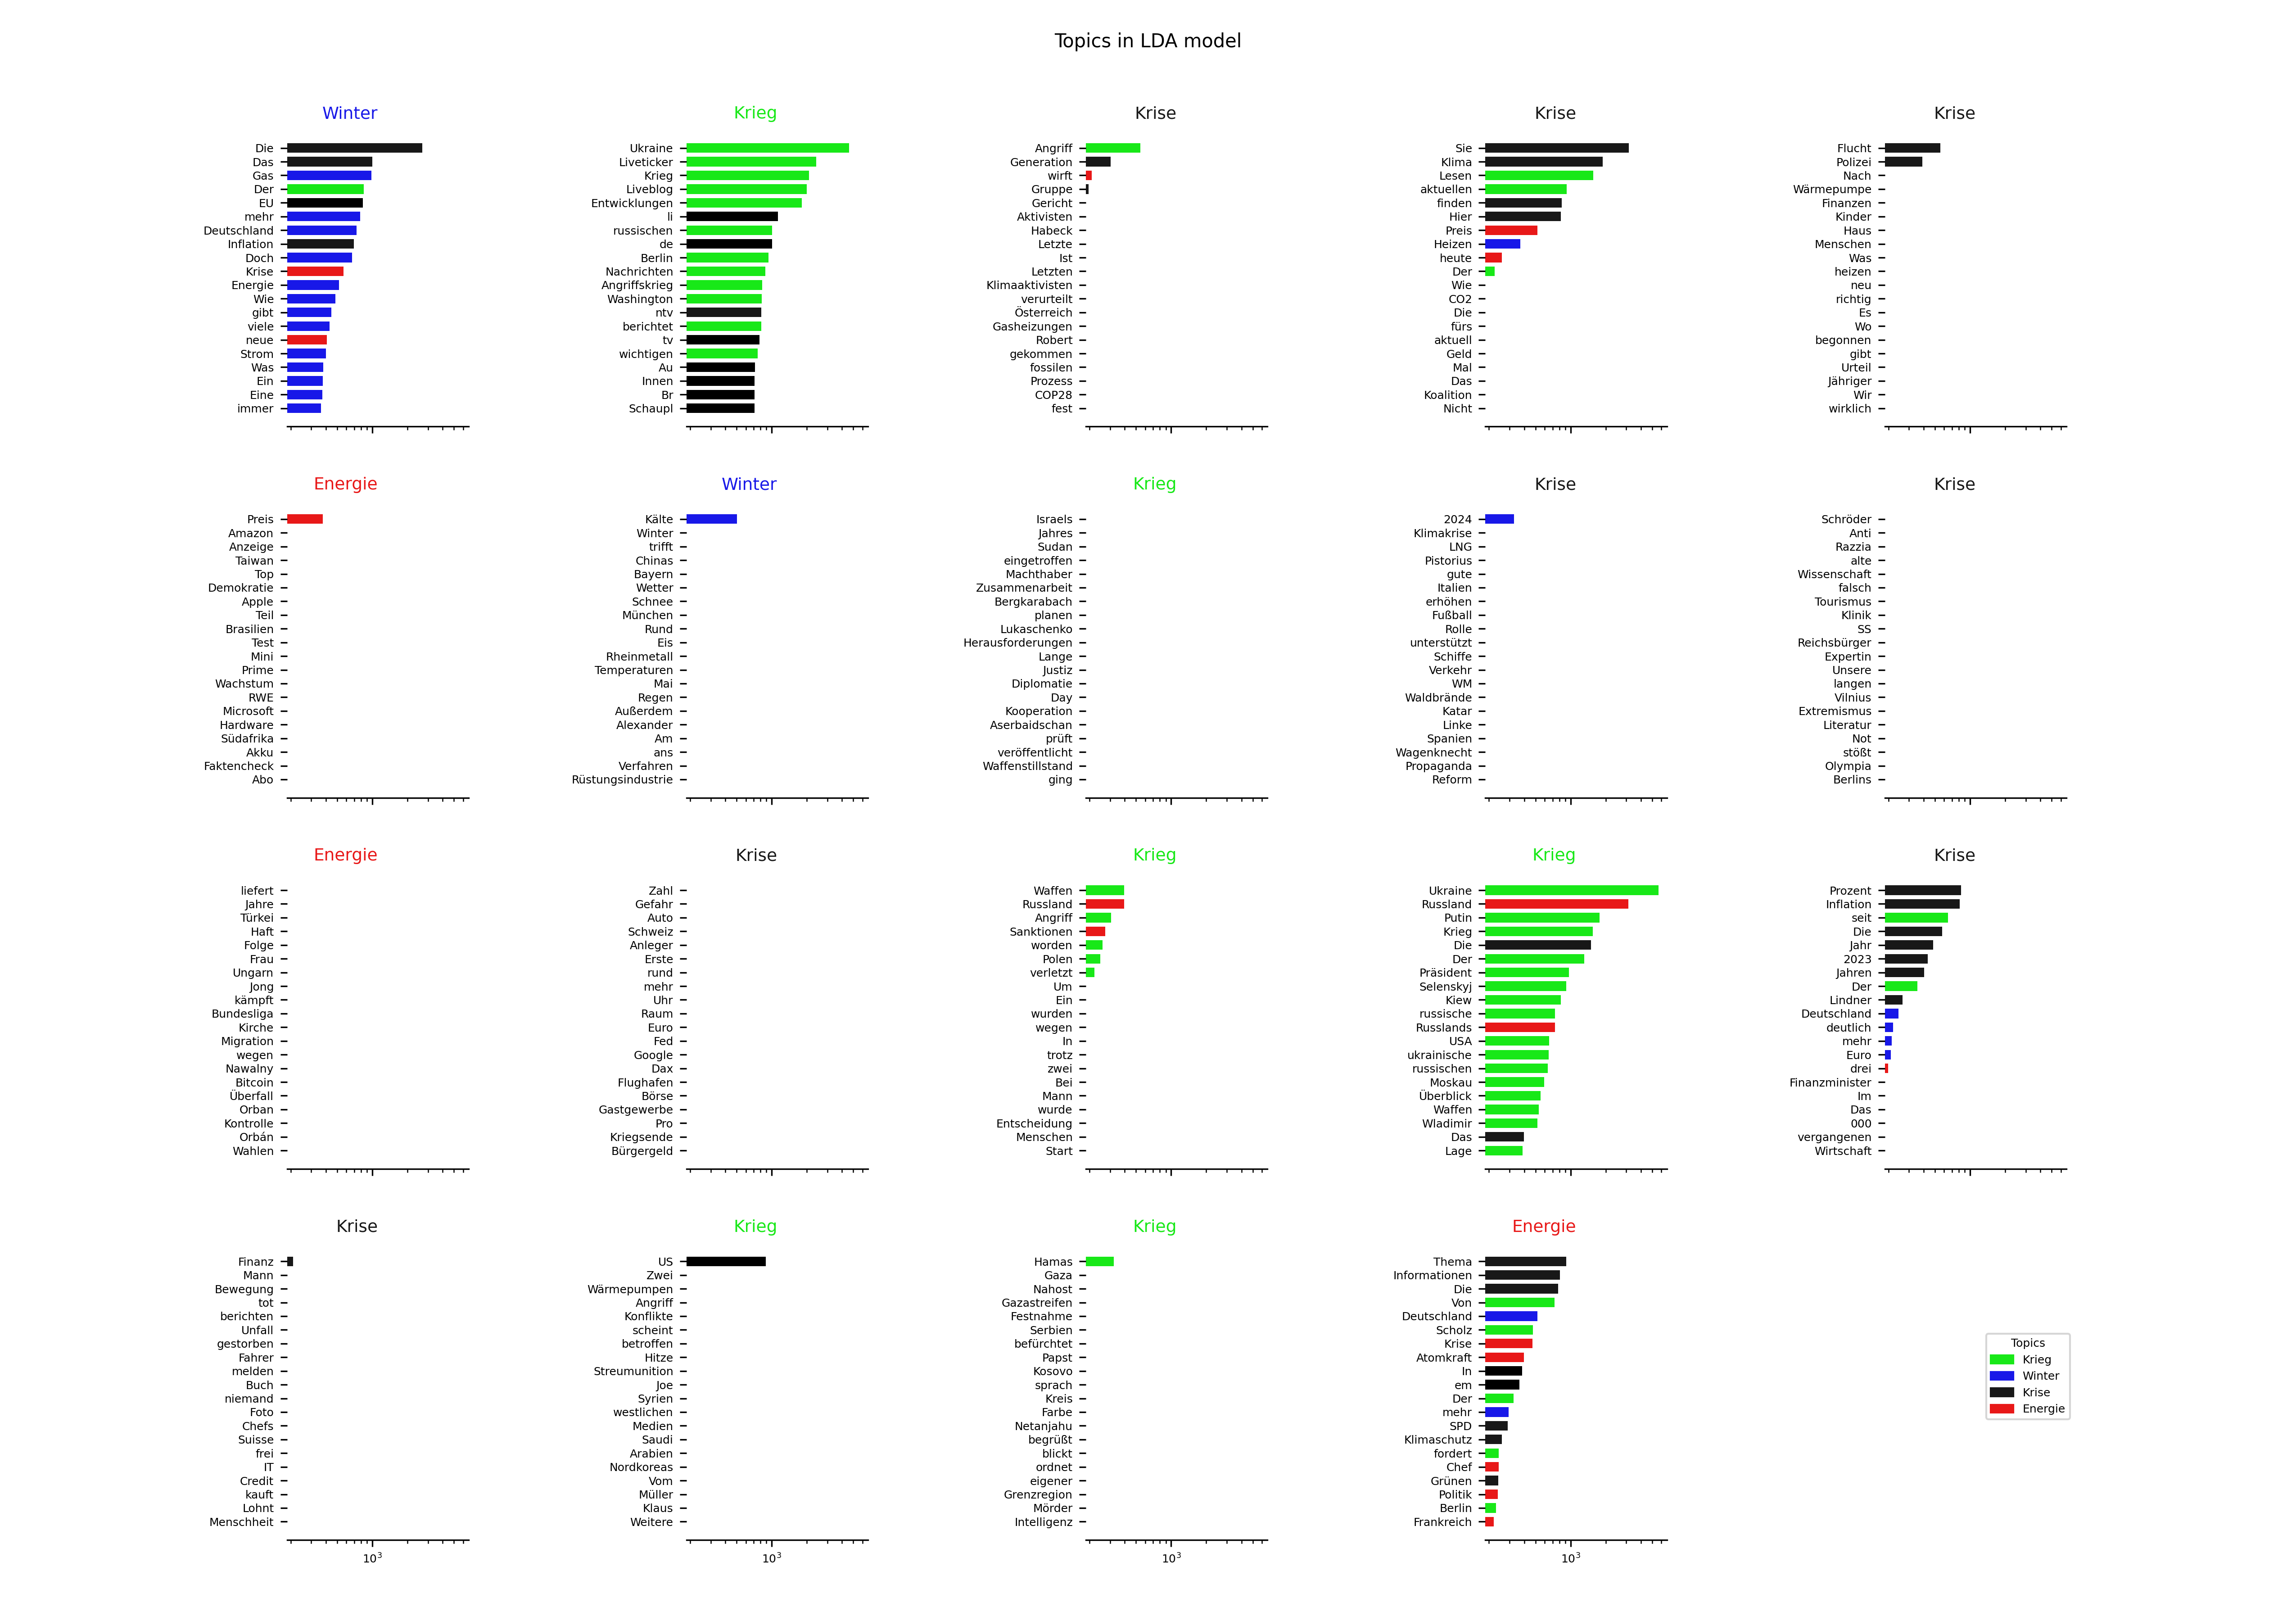 Topics in LDA model
Winter
Die
Das
Gas
Der
EU
mehr
Deutschland
Inflation
Doch
Krise
Energie
Wie
gibt
viele
neue
Strom
Was
Ein
Eine
immer
Krieg
Ukraine
Liveticker
Krieg
Liveblog
Entwicklungen
li
russischen
de
Berlin
Nachrichten
Angriffskrieg
Washington
ntv
berichtet
tv
wichtigen
Au
Innen
Br
Schaupl
Krise
Angriff
Generation
wirft
Gruppe
Gericht
Aktivisten
Habeck
Letzte
Ist
Letzten
Klimaaktivisten
verurteilt
Österreich
Gasheizungen
Robert
gekommen
fossilen
Prozess
COP28
fest
Krise
Sie
Klima
Lesen
aktuellen
finden
Hier
Preis
Heizen
heute
Der
Wie
CO2
Die
fürs
aktuell
Geld
Mal
Das
Koalition
Nicht
Krise
Flucht
Polizei
Nach
Wärmepumpe
Finanzen
Kinder
Haus
Menschen
Was
heizen
neu
richtig
Es
Wo
begonnen
gibt
Urteil
Jähriger
Wir
wirklich
Energie
Preis
Amazon
Anzeige
Taiwan
Top
Demokratie
Apple
Teil
Brasilien
Test
Mini
Prime
Wachstum
RWE
Microsoft
Hardware
Südafrika
Akku
Faktencheck
Abo
Winter
Kälte
Winter
trifft
Chinas
Bayern
Wetter
Schnee
München
Rund
Eis
Rheinmetall
Temperaturen
Mai
Regen
Außerdem
Alexander
Am
ans
Verfahren
Rüstungsindustrie
Krieg
Israels
Jahres
Sudan
eingetroffen
Machthaber
Zusammenarbeit
Bergkarabach
planen
Lukaschenko
Herausforderungen
Lange
Justiz
Diplomatie
Day
Kooperation
Aserbaidschan
prüft
veröffentlicht
Waffenstillstand
ging
Krise
2024
Klimakrise
LNG
Pistorius
gute
Italien
erhöhen
Fußball
Rolle
unterstützt
Schiffe
Verkehr
WM
Waldbrände
Katar
Linke
Spanien
Wagenknecht
Propaganda
Reform
Krise
Schröder
Anti
Razzia
alte
Wissenschaft
falsch
Tourismus
Klinik
SS
Reichsbürger
Expertin
Unsere
langen
Vilnius
Extremismus
Literatur
Not
stößt
Olympia
Berlins
Energie
liefert
Jahre
Türkei
Haft
Folge
Frau
Ungarn
Jong
kämpft
Bundesliga
Kirche
Migration
wegen
Nawalny
Bitcoin
Überfall
Orban
Kontrolle
Orbán
Wahlen
Krise
Zahl
Gefahr
Auto
Schweiz
Anleger
Erste
rund
mehr
Uhr
Raum
Euro
Fed
Google
Dax
Flughafen
Börse
Gastgewerbe
Pro
Kriegsende
Bürgergeld
Krieg
Waffen
Russland
Angriff
Sanktionen
worden
Polen
verletzt
Um
Ein
wurden
wegen
In
trotz
zwei
Bei
Mann
wurde
Entscheidung
Menschen
Start
Krieg
Ukraine
Russland
Putin
Krieg
Die
Der
Präsident
Selenskyj
Kiew
russische
Russlands
USA
ukrainische
russischen
Moskau
Überblick
Waffen
Wladimir
Das
Lage
Krise
Prozent
Inflation
seit
Die
Jahr
2023
Jahren
Der
Lindner
Deutschland
deutlich
mehr
Euro
drei
Finanzminister
Im
Das
000
vergangenen
Wirtschaft
Krise
Finanz
Mann
Bewegung
tot
berichten
Unfall
gestorben
Fahrer
melden
Buch
niemand
Foto
Chefs
Suisse
frei
IT
Credit
kauft
Lohnt
Menschheit
10³
Krieg
US
Zwei
Wärmepumpen
Angriff
Konflikte
scheint
betroffen
Hitze
Streumunition
Joe
Syrien
westlichen
Medien
Saudi
Arabien
Nordkoreas
Vom
Müller
Klaus
Weitere
10³
Krieg
Hamas
Gaza
Nahost
Gazastreifen
Festnahme
Serbien
befürchtet
Papst
Kosovo
sprach
Kreis
Farbe
Netanjahu
begrüßt
blickt
ordnet
eigener
Grenzregion
Mörder
Intelligenz
10³
Energie
Thema
Informationen
Die
Von
Deutschland
Scholz
Krise
Atomkraft
In
em
Der
mehr
SPD
Klimaschutz
fordert
Chef
Grünen
Politik
Berlin
Frankreich
10³
Topics
Krieg
Winter
Krise
Energie